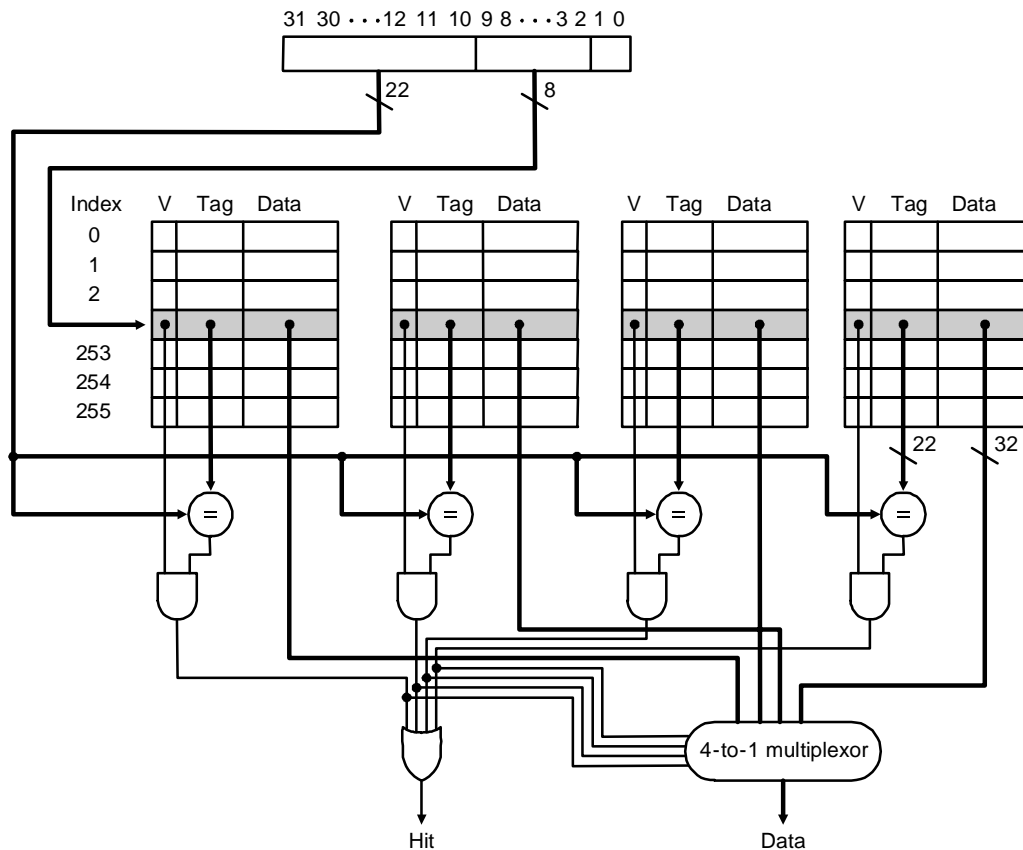 31 30 ··· 12 11 10 9 8 ··· 3 2 1 0
22 8
Index V Tag Data V Tag Data V Tag Data V Tag Data
0
1
2
253
254
255
22 32
= = = =
4-to-1 multiplexor
Hit Data